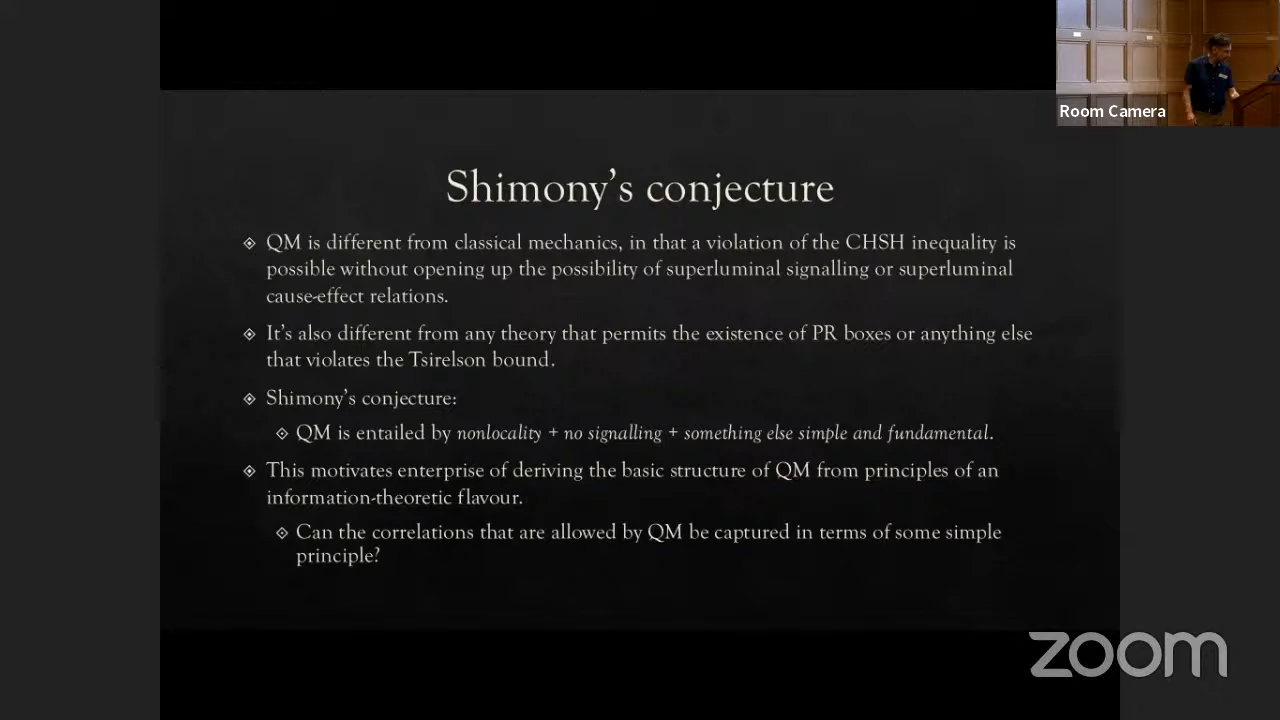 Room Camera
Shimony's conjecture
QM is different from classical mechanics, in that a violation of the CHSH inequality is
possible without opening up the possibility of superluminal signalling or superluminal
cause-effect relations.
It's also different from any theory that permits the existence of PR boxes or anything else
that violates the Tsirelson bound.
Shimony's conjecture:
QM is entailed by nonlocality + no signalling + something else simple and fundamental.
This motivates enterprise of deriving the basic structure of QM from principles of an
information-theoretic flavour.
Can the correlations that are allowed by QM be captured in terms of some simple
principle?
zoom